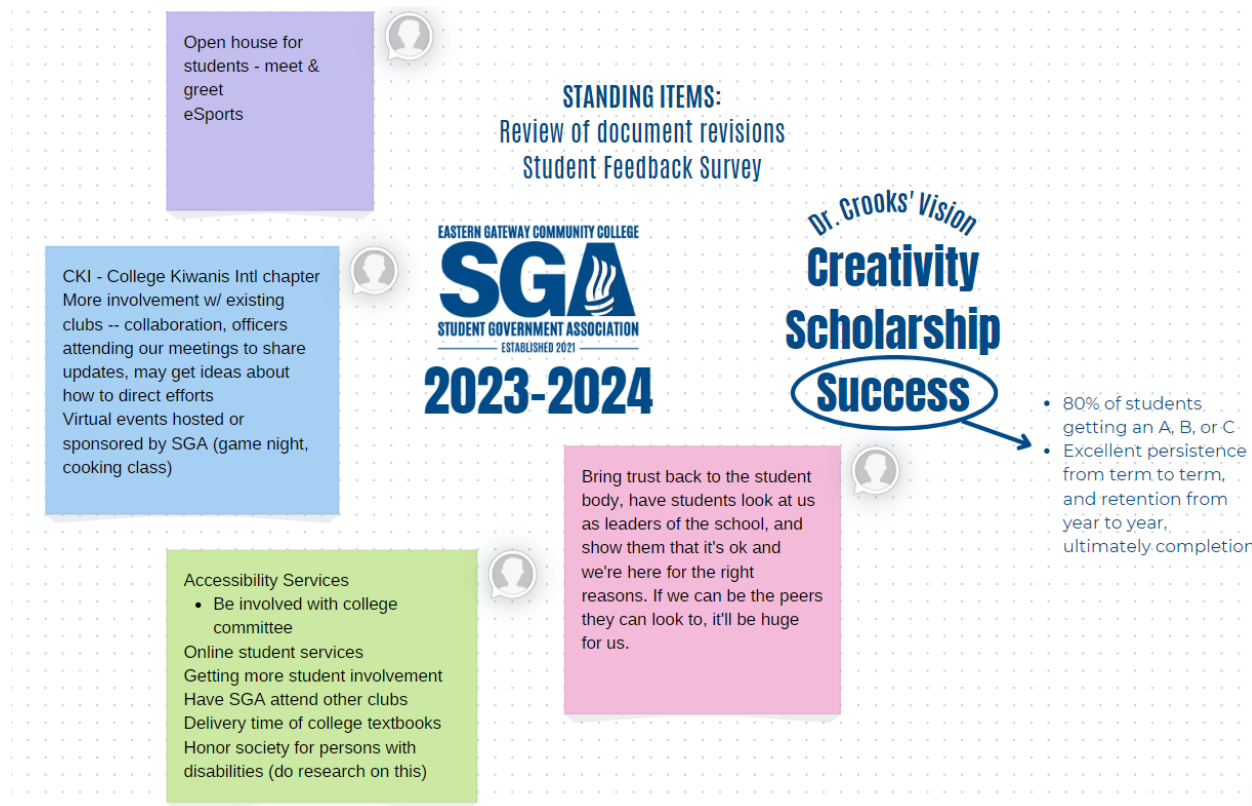 Open house for
students - meet &
greet
eSports
STANDING ITEMS:
Review of document revisions
Student Feedback Survey
EASTERN GATEWAY COMMUNITY COLLEGE
SGA
STUDENT GOVERNMENT ASSOCIATION
ESTABLISHED 2021
2023-2024
Dr. Crooks' Vision
Creativity
Scholarship
Success
• 80% of students
getting an A, B, or C
• Excellent persistence
from term to term,
and retention from
year to year,
ultimately completion
CKI - College Kiwanis Intl chapter
More involvement w/ existing
clubs -- collaboration, officers
attending our meetings to share
updates, may get ideas about
how to direct efforts
Virtual events hosted or
sponsored by SGA (game night,
cooking class)
Bring trust back to the student
body, have students look at us
as leaders of the school, and
show them that it's ok and
we're here for the right
reasons. If we can be the peers
they can look to, it'll be huge
for us.
Accessibility Services
• Be involved with college
committee
Online student services
Getting more student involvement
Have SGA attend other clubs
Delivery time of college textbooks
Honor society for persons with
disabilities (do research on this)